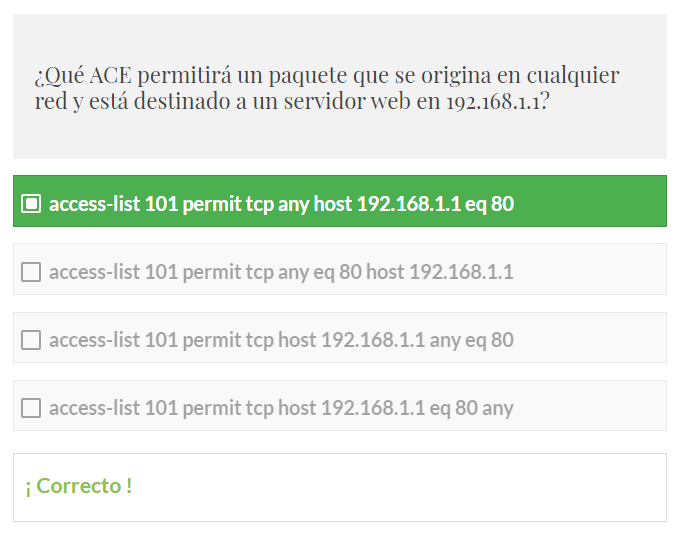 ¿Qué ACE permitirá un paquete que se origina en cualquier
red y está destinado a un servidor web en 192.168.1.1?
access-list 101 permit tcp any host 192.168.1.1 eq 80
access-list 101 permit tcp any eq 80 host 192.168.1.1
access-list 101 permit tcp host 192.168.1.1 any eq 80
access-list 101 permit tcp host 192.168.1.1 eq 80 any
¡ Correcto !